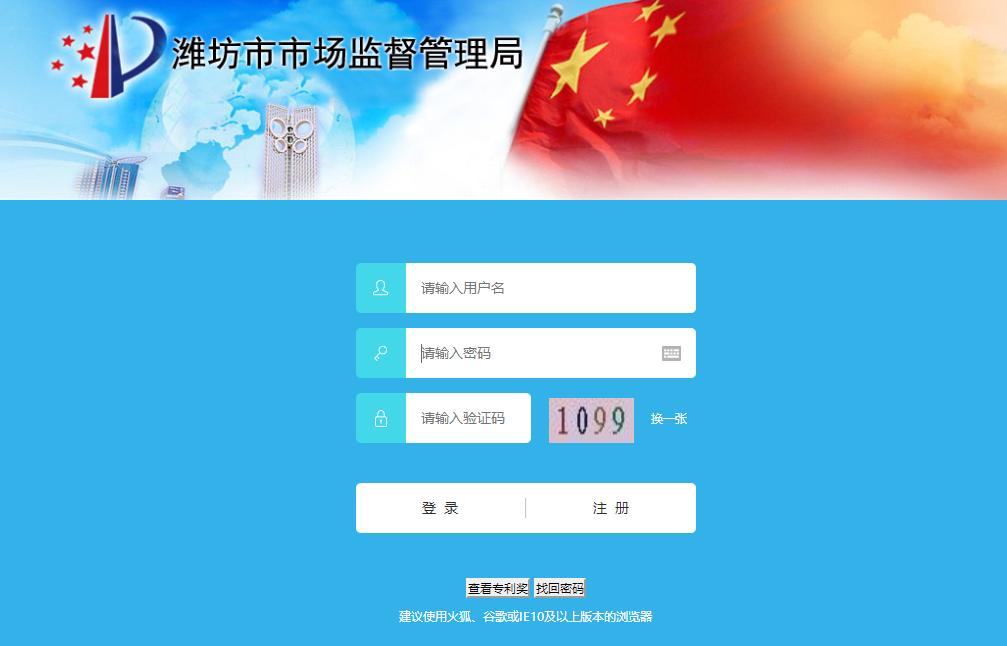 潍坊市市场监督管理局
请输入用户名
请输入密码
请输入验证码 1099 换一张
登 录 注 册
查看专利奖 找回密码
建议使用火狐、谷歌或IE10及以上版本的浏览器